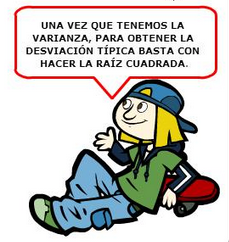 UNA VEZ QUE TENEMOS LA
VARIANZA, PARA OBTENER LA
DESVIACIÓN TÍPICA BASTA CON
HACER LA RAÍZ CUADRADA.